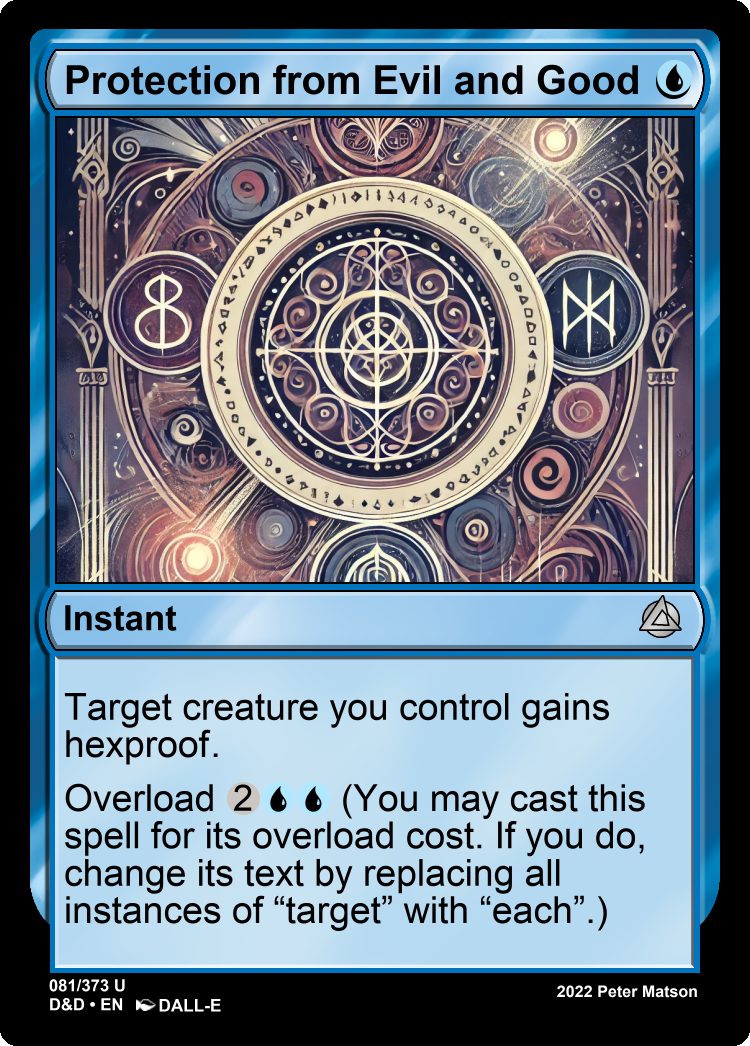 Protection from Evil and Good
Instant
Target creature you control gains
hexproof.
Overload 2 (You may cast this
spell for its overload cost. If you do,
change its text by replacing all
instances of “target” with “each”.)
081/373 U
D&D • EN DALL-E
2022 Peter Matson